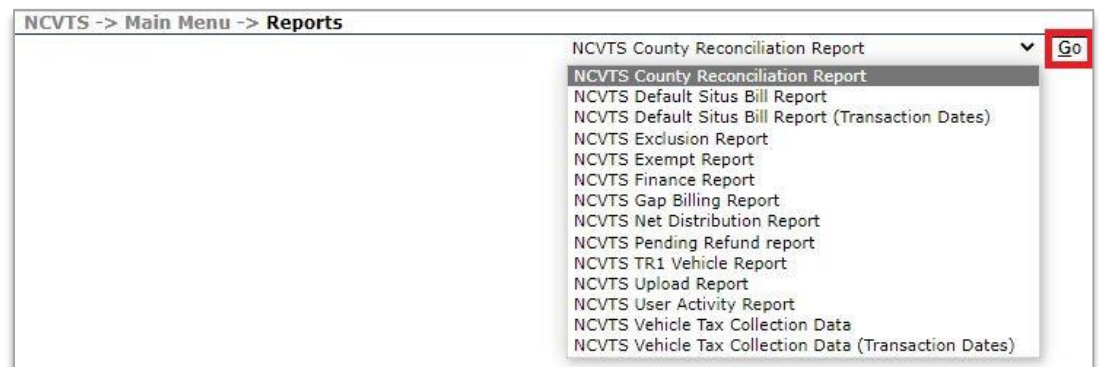 NCVTS -> Main Menu -> Reports
NCVTS County Reconciliation Report Go
NCVTS County Reconciliation Report
NCVTS Default Situs Bill Report
NCVTS Default Situs Bill Report (Transaction Dates)
NCVTS Exclusion Report
NCVTS Exempt Report
NCVTS Finance Report
NCVTS Gap Billing Report
NCVTS Net Distribution Report
NCVTS Pending Refund report
NCVTS TR1 Vehicle Report
NCVTS Upload Report
NCVTS User Activity Report
NCVTS Vehicle Tax Collection Data
NCVTS Vehicle Tax Collection Data (Transaction Dates)